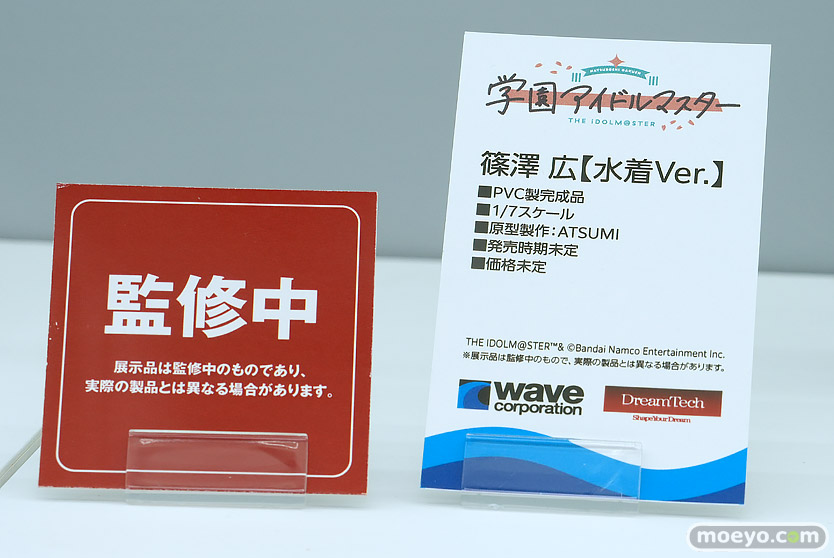 監修中
展示品は監修中のものであり、
実際の製品とは異なる場合があります。
HATSUBOSHI GAKUEN
学園アイドルマスター
THE IDOLM@STER
篠澤 広【水着Ver.】
■PVC製完成品
■1/7スケール
■原型製作:ATSUMI
■発売時期未定
■価格未定
THE IDOLM@STER™& ©Bandai Namco Entertainment Inc.
※展示品は監修中のもので、実際の製品とは異なる場合があります。
wave
corporation
DreamTech
ShapeYourDream
moeyo.com